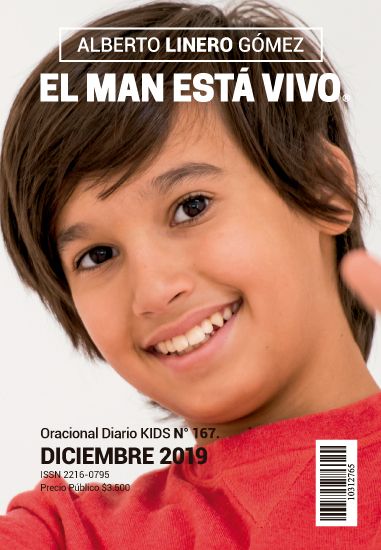 ALBERTO LINERO GÓMEZ
EL MAN ESTÁ VIVO®
Oracional Diario KIDS N° 167.
DICIEMBRE 2019
ISSN 2216-0795
Precio Público $3.500
10312765